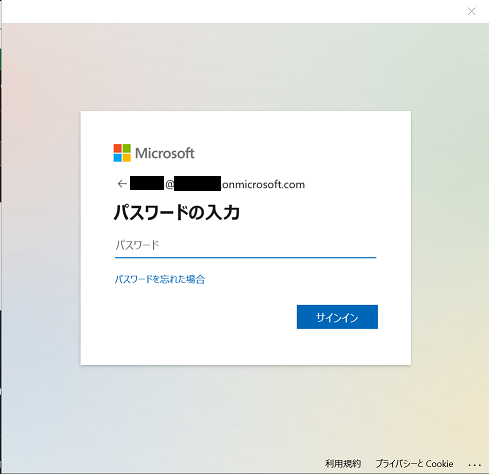 Microsoft
← @ onmicrosoft.com
パスワードの入力
パスワード
パスワードを忘れた場合
サインイン
利用規約 プライバシーと Cookie ...